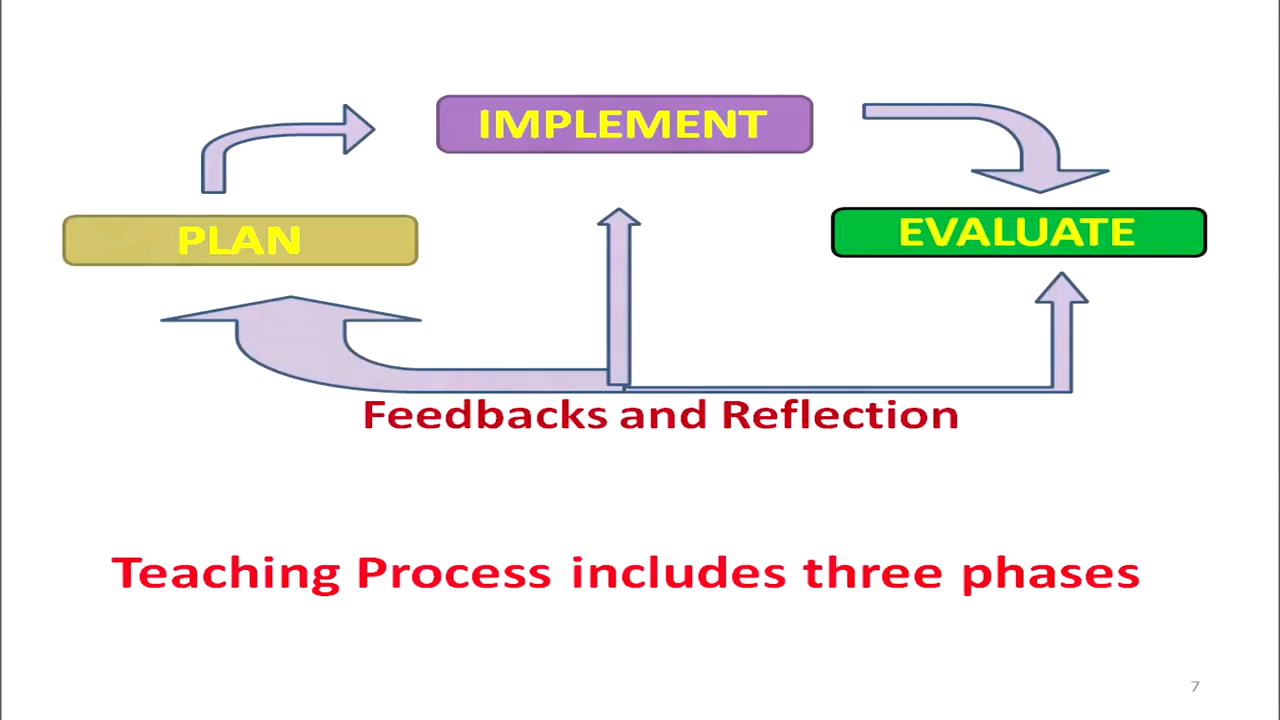 IMPLEMENT
PLAN
EVALUATE
Feedbacks and Reflection
Teaching Process includes three phases
7